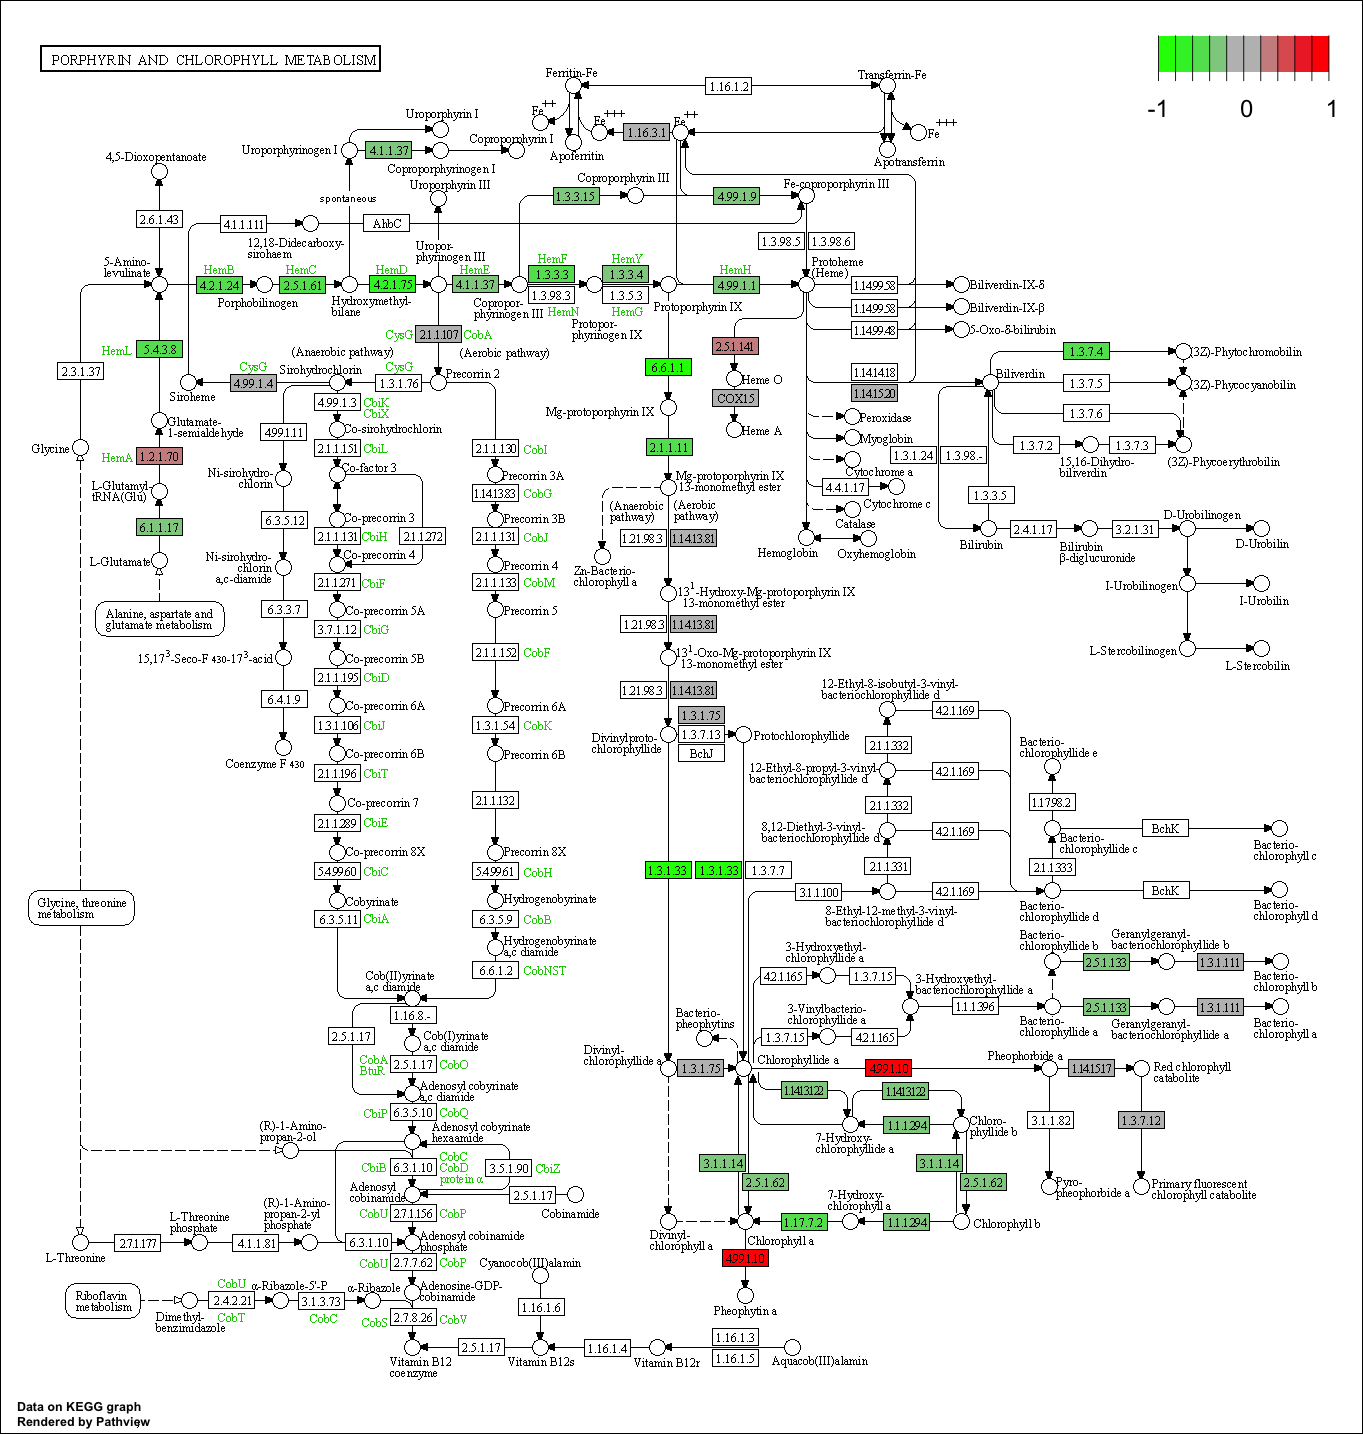 PORPHYRIN AND CHLOROPHYLL METABOLISM
-1 0 1
Ferritin-Fe
1.16.1.2
Transferrin-Fe
Fe ++
Fe +++
1.16.3.1
Fe ++
Fe +++
Apoferritin
Apotransferrin
Uroporphyrin I
Uroporphyrinogen I
4.1.1.37
Coproporphyrin I
Coproporphyrinogen I
Uroporphyrin III
4,5-Dioxopentanoate
spontaneous
Coproporphyrin III
1.3.3.15
4.99.1.9
Fe-coproporphyrin III
2.6.1.43
4.1.1.111
AhbC
12,18-Didecarboxy-
sirohaem
Uropor-
phyrinogen III
1.3.98.5
1.3.98.6
5-Amino-
levulinate
HemB
4.2.1.24
Porphobilinogen
HemC
2.5.1.61
Hydroxymethyl-
bilane
HemD
4.2.1.75
HemE
4.1.1.37
Copropor-
phyrinogen III
HemF
1.3.3.3
1.3.98.3
HemN
Protopor-
phyrinogen IX
HemY
1.3.3.4
1.3.5.3
HemG
Protoporphyrin IX
HemH
4.99.1.1
Protoheme
(Heme)
1.14.99.58
Biliverdin-IX-δ
1.14.99.58
Biliverdin-IX-β
1.14.99.48
5-Oxo-δ-bilirubin
CysG
2.1.1.107
CobA
HemL
5.4.3.8
2.3.1.37
(Anaerobic pathway)
(Aerobic pathway)
CysG
4.99.1.4
Siroheme
Sirohydrochlorin
CysG
1.3.1.76
Precorrin 2
6.6.1.1
2.5.1.141
Heme O
COX15
Heme A
1.14.14.18
1.14.15.20
Biliverdin
1.3.7.4
(3Z)-Phytochromobilin
1.3.7.5
(3Z)-Phycocyanobilin
1.3.7.6
1.3.7.2
1.3.7.3
15,16-Dihydro-
biliverdin
(3Z)-Phycoerythrobilin
Peroxidase
Myoglobin
Cytochrome a
4.4.1.17
Cytochrome c
Catalase
Hemoglobin
Oxyhemoglobin
1.3.1.24
1.3.98.-
1.3.3.5
Bilirubin
2.4.1.17
Bilirubin
β-diglucuronide
3.2.1.31
D-Urobilinogen
D-Urobilin
I-Urobilinogen
I-Urobilin
L-Stercobilinogen
L-Stercobilin
Glycine
Glutamate-
1-semialdehyde
HemA
1.2.1.70
L-Glutamyl-
tRNA(Glu)
6.1.1.17
L-Glutamate
Alanine, aspartate and
glutamate metabolism
4.99.1.11
Ni-sirohydro-
chlorin
6.3.5.12
Ni-sirohydro-
chlorin
a,c-diamide
6.3.3.7
15,17³-Seco-F 430-17³-acid
6.4.1.9
Coenzyme F 430
4.99.1.3
CbiK
CbiX
Co-sirohydrochlorin
2.1.1.151
CbiL
Co-factor 3
Co-precorrin 3
2.1.1.131
CbiH
2.1.1.272
Co-precorrin 4
2.1.1.271
CbiF
Co-precorrin 5A
3.7.1.12
CbiG
Co-precorrin 5B
2.1.1.195
CbiD
Co-precorrin 6A
1.3.1.106
CbiJ
Co-precorrin 6B
2.1.1.196
CbiT
Co-precorrin 7
2.1.1.289
CbiE
Co-precorrin 8X
5.4.99.60
CbiC
Cobyrinate
6.3.5.11
CbiA
2.1.1.130
CobI
Precorrin 3A
1.14.13.83
CobG
Precorrin 3B
2.1.1.131
CobJ
Precorrin 4
2.1.1.133
CobM
Precorrin 5
2.1.1.152
CobF
Precorrin 6A
1.3.1.54
CobK
Precorrin 6B
2.1.1.132
Precorrin 8X
5.4.99.61
CobH
Hydrogenobyrinate
6.3.5.9
CobB
Hydrogenobyrinate
a,c diamide
6.6.1.2
CobNST
Mg-protoporphyrin IX
2.1.1.11
Mg-protoporphyrin IX
13-monomethyl ester
(Anaerobic
pathway)
(Aerobic
pathway)
Zn-Bacterio-
chlorophyll a
1.21.98.3
1.14.13.81
13¹-Hydroxy-Mg-protoporphyrin IX
13-monomethyl ester
1.21.98.3
1.14.13.81
13¹-Oxo-Mg-protoporphyrin IX
13-monomethyl ester
1.21.98.3
1.14.13.81
1.3.1.75
Divinylproto-
chlorophyllide
1.3.7.13
BchJ
Protochlorophyllide
1.3.1.33
1.3.1.33
1.3.7.7
12-Ethyl-8-isobutyl-3-vinyl-
bacteriochlorophyllide d
4.2.1.169
2.1.1.332
12-Ethyl-8-propyl-3-vinyl-
bacteriochlorophyllide d
4.2.1.169
2.1.1.332
8,12-Diethyl-3-vinyl-
bacteriochlorophyllide d
4.2.1.169
2.1.1.331
3.1.1.100
4.2.1.169
8-Ethyl-12-methyl-3-vinyl-
bacteriochlorophyllide d
Bacterio-
chlorophyllide e
1.17.98.2
Bacterio-
chlorophyllide c
BchK
Bacterio-
chlorophyll c
2.1.1.333
Bacterio-
chlorophyllide d
BchK
Bacterio-
chlorophyll d
Glycine, threonine
metabolism
Bacterio-
chlorophyllide b
2.5.1.133
Geranylgeranyl-
bacteriochlorophyllide b
1.3.1.111
Bacterio-
chlorophyll b
3-Hydroxyethyl-
chlorophyllide a
4.2.1.165
1.3.7.15
3-Hydroxyethyl-
bacteriochlorophyllide a
1.1.1.396
Bacterio-
chlorophyllide a
2.5.1.133
Geranylgeranyl-
bacteriochlorophyllide a
1.3.1.111
Bacterio-
chlorophyll a
3-Vinylbacterio-
chlorophyllide a
1.3.7.15
4.2.1.165
Cob(II)yrinate
a,c diamide
1.16.8.-
2.5.1.17
Cob(I)yrinate
a,c diamide
CobA
BtuR
2.5.1.17
CobO
Adenosyl cobyrinate
a,c diamide
CbiP
6.3.5.10
CobQ
Adenosyl cobyrinate
hexaamide
CbiB
6.3.1.10
CobC
CobD
protein α
3.5.1.90
CbiZ
Adenosyl
cobinamide
2.5.1.17
Cobinamide
CobU
2.7.1.156
CobP
Adenosyl cobinamide
phosphate
CobU
2.7.7.62
CobP
Adenosine-GDP-
cobinamide
CobS
2.7.8.26
CobV
Vitamin B12
coenzyme
Bacterio-
pheophytins
Divinyl-
chlorophyllide a
1.3.1.75
Chlorophyllide a
4.99.1.10
Pheophorbide a
1.14.15.17
Red chlorophyll
catabolite
1.14.13.122
1.14.13.122
1.1.1.294
7-Hydroxy-
chlorophyllide a
Chloro-
phyllide b
3.1.1.82
1.3.7.12
Pyro-
pheophorbide a
Primary fluorescent
chlorophyll catabolite
3.1.1.14
2.5.1.62
3.1.1.14
2.5.1.62
Divinyl-
chlorophyll a
1.17.7.2
7-Hydroxy-
chlorophyll a
1.1.1.294
Chlorophyll b
Chlorophyll a
4.99.1.10
Pheophytin a
(R)-1-Amino-
propan-2-ol
L-Threonine
2.7.1.177
L-Threonine
phosphate
4.1.1.81
(R)-1-Amino-
propan-2-yl
phosphate
6.3.1.10
Riboflavin
metabolism
Dimethyl-
benzimidazole
CobU
2.4.2.21
CobT
α-Ribazole-5'-P
3.1.3.73
CobC
α-Ribazole
Cyanocob(III)alamin
1.16.1.6
2.5.1.17
Vitamin B12s
1.16.1.4
Vitamin B12r
1.16.1.3
1.16.1.5
Aquacob(III)alamin
Data on KEGG graph
Rendered by Pathview